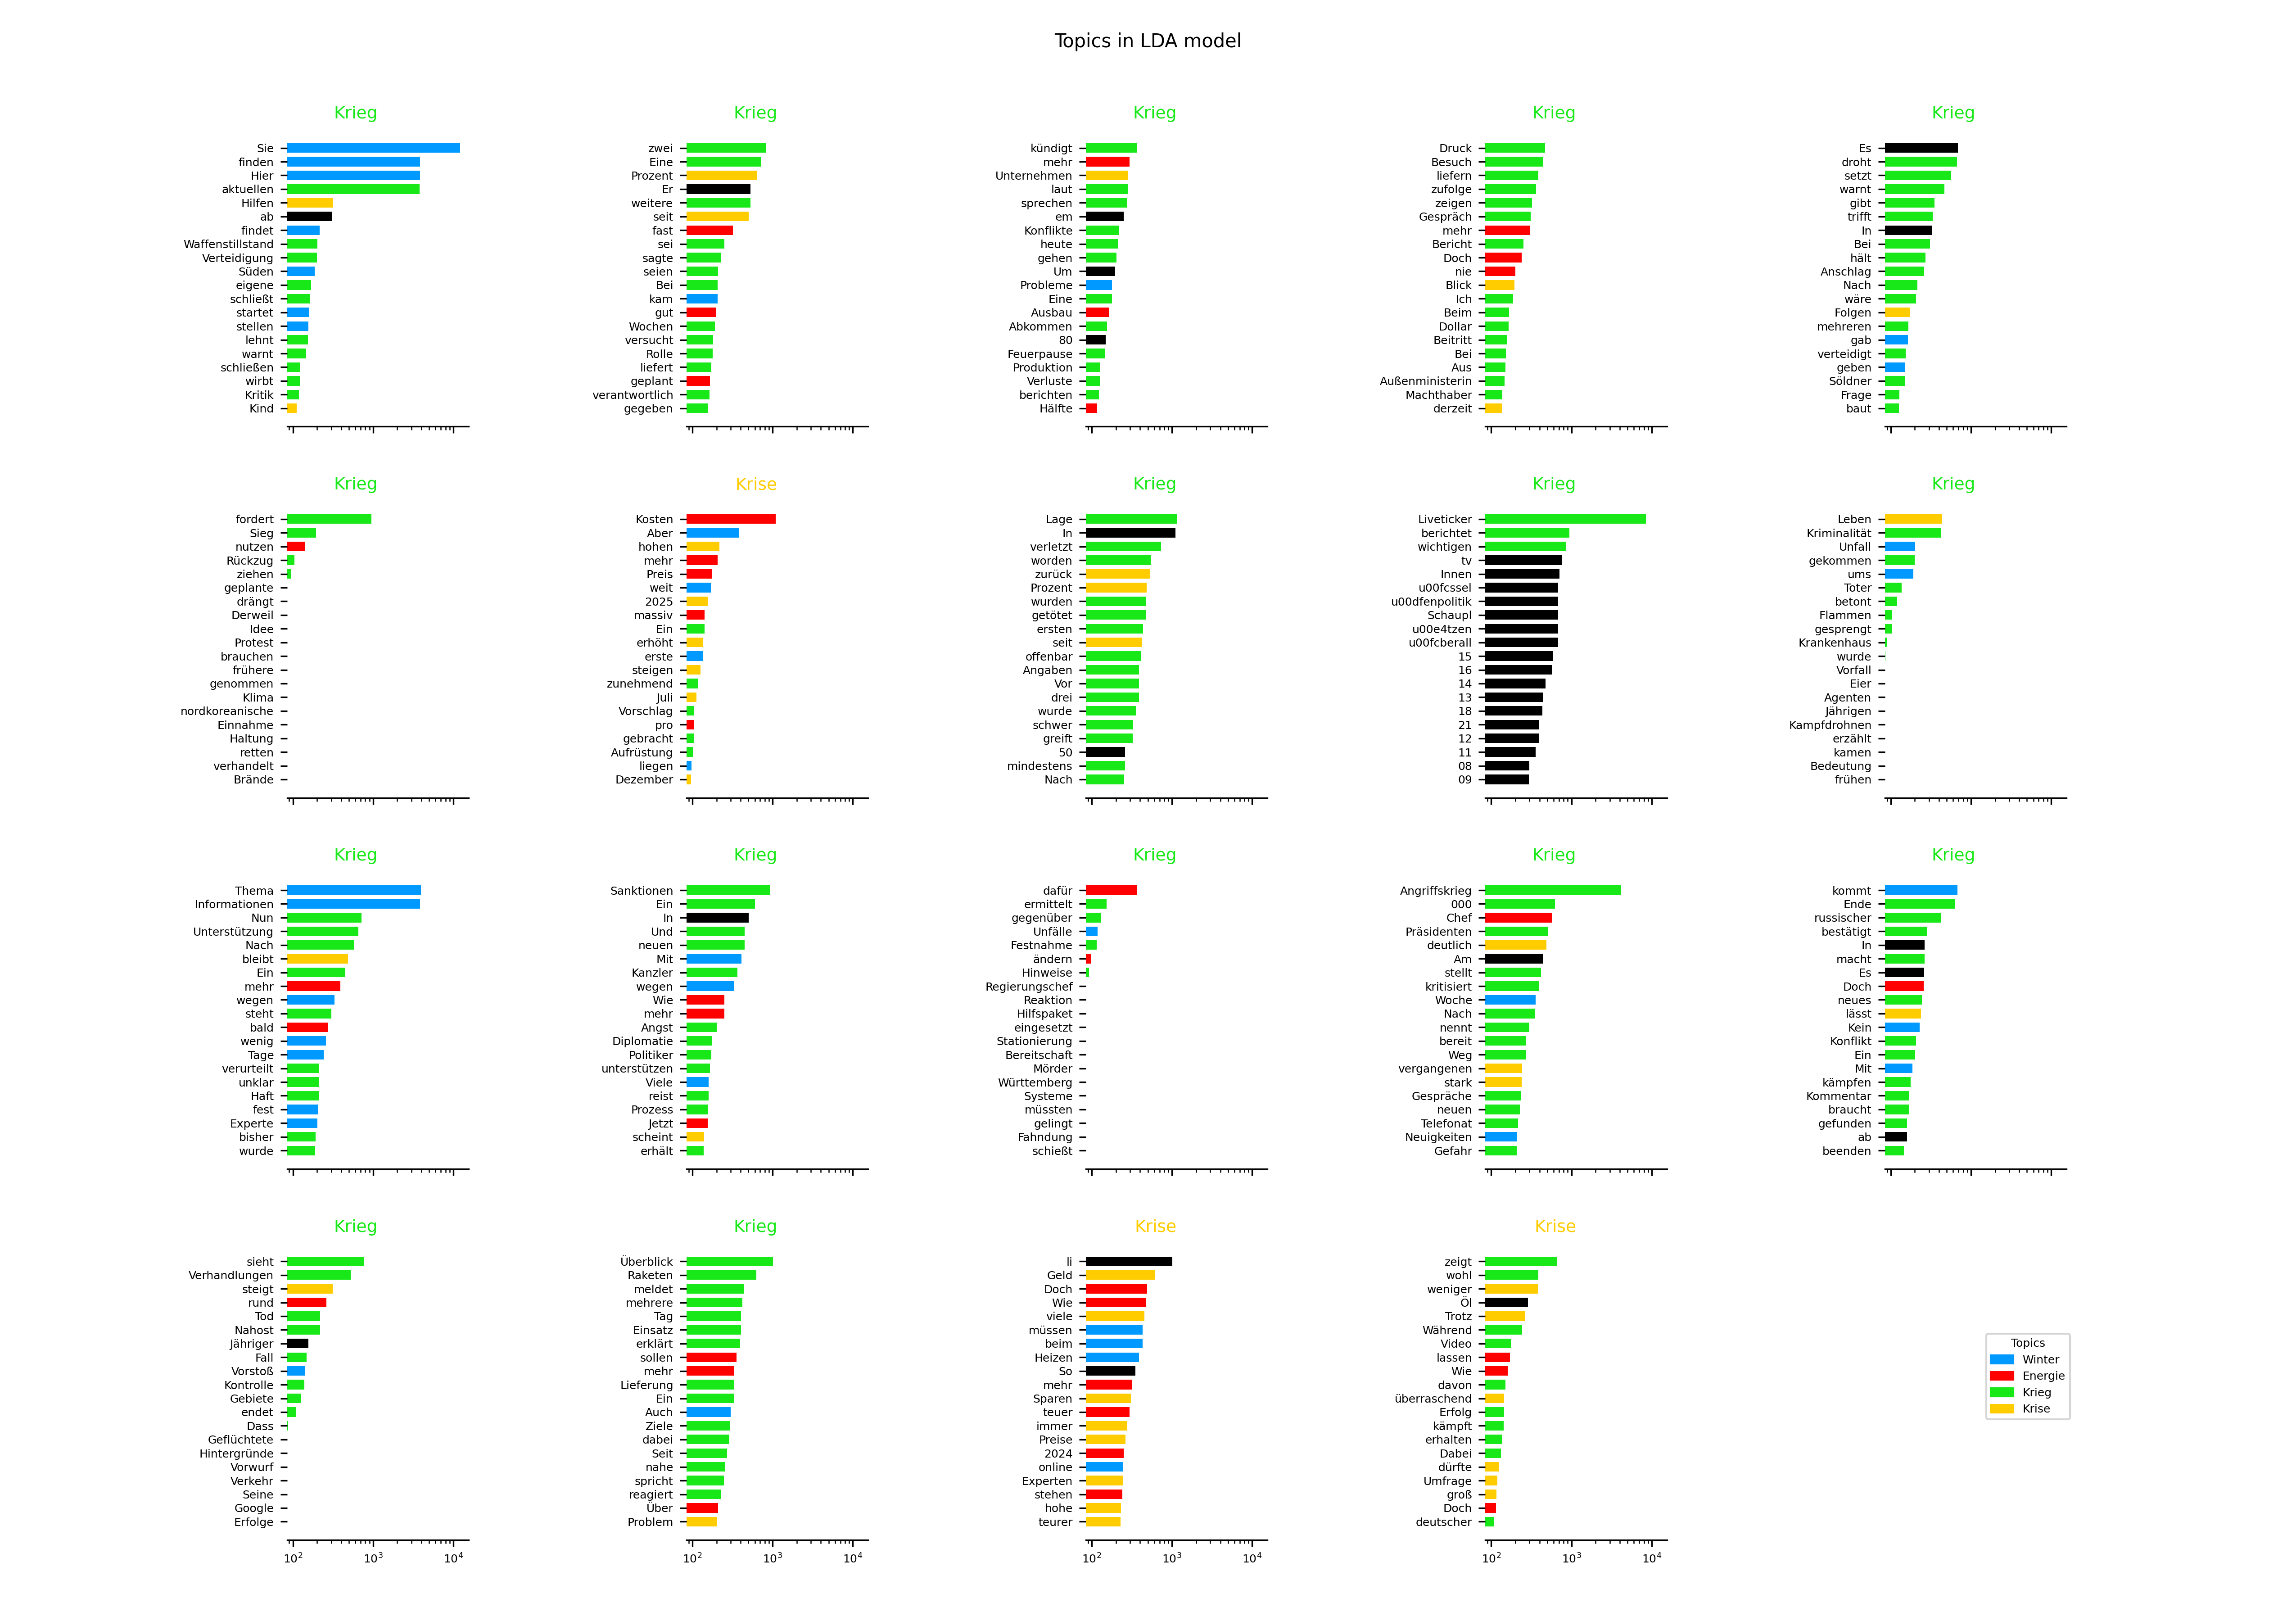 Topics in LDA model
Krieg
Sie
finden
Hier
aktuellen
Hilfen
ab
findet
Waffenstillstand
Verteidigung
Süden
eigene
schließt
startet
stellen
lehnt
warnt
schließen
wirbt
Kritik
Kind
Krieg
zwei
Eine
Prozent
Er
weitere
seit
fast
sei
sagte
seien
Bei
kam
gut
Wochen
versucht
Rolle
liefert
geplant
verantwortlich
gegeben
Krieg
kündigt
mehr
Unternehmen
laut
sprechen
em
Konflikte
heute
gehen
Um
Probleme
Eine
Ausbau
Abkommen
80
Feuerpause
Produktion
Verluste
berichten
Hälfte
Krieg
Druck
Besuch
liefern
zufolge
zeigen
Gespräch
mehr
Bericht
Doch
nie
Blick
Ich
Beim
Dollar
Beitritt
Bei
Aus
Außenministerin
Machthaber
derzeit
Krieg
Es
droht
setzt
warnt
gibt
trifft
In
Bei
hält
Anschlag
Nach
wäre
Folgen
mehreren
gab
verteidigt
geben
Söldner
Frage
baut
Krieg
fordert
Sieg
nutzen
Rückzug
ziehen
geplante
drängt
Derweil
Idee
Protest
brauchen
frühere
genommen
Klima
nordkoreanische
Einnahme
Haltung
retten
verhandelt
Brände
Krise
Kosten
Aber
hohen
mehr
Preis
weit
2025
massiv
Ein
erhöht
erste
steigen
zunehmend
Juli
Vorschlag
pro
gebracht
Aufrüstung
liegen
Dezember
Krieg
Lage
In
verletzt
worden
zurück
Prozent
wurden
getötet
ersten
seit
offenbar
Angaben
Vor
drei
wurde
schwer
greift
50
mindestens
Nach
Krieg
Liveticker
berichtet
wichtigen
tv
Innen
u00fcssel
u00dfenpolitik
Schaupl
u00e4tzen
u00fcberall
15
16
14
13
18
21
12
11
08
09
Krieg
Leben
Kriminalität
Unfall
gekommen
ums
Toter
betont
Flammen
gesprengt
Krankenhaus
wurde
Vorfall
Eier
Agenten
Jährigen
Kampfdrohnen
erzählt
kamen
Bedeutung
frühen
Krieg
Thema
Informationen
Nun
Unterstützung
Nach
bleibt
Ein
mehr
wegen
steht
bald
wenig
Tage
verurteilt
unklar
Haft
fest
Experte
bisher
wurde
Krieg
Sanktionen
Ein
In
Und
neuen
Mit
Kanzler
wegen
Wie
mehr
Angst
Diplomatie
Politiker
unterstützen
Viele
reist
Prozess
Jetzt
scheint
erhält
Krieg
dafür
ermittelt
gegenüber
Unfälle
Festnahme
ändern
Hinweise
Regierungschef
Reaktion
Hilfspaket
eingesetzt
Stationierung
Bereitschaft
Mörder
Württemberg
Systeme
müssten
gelingt
Fahndung
schießt
Krieg
Angriffskrieg
000
Chef
Präsidenten
deutlich
Am
stellt
kritisiert
Woche
Nach
nennt
bereit
Weg
vergangenen
stark
Gespräche
neuen
Telefonat
Neuigkeiten
Gefahr
Krieg
kommt
Ende
russischer
bestätigt
In
macht
Es
Doch
neues
lässt
Kein
Konflikt
Ein
Mit
kämpfen
Kommentar
braucht
gefunden
ab
beenden
Krieg
sieht
Verhandlungen
steigt
rund
Tod
Nahost
Jähriger
Fall
Vorstoß
Kontrolle
Gebiete
endet
Dass
Geflüchtete
Hintergründe
Vorwurf
Verkehr
Seine
Google
Erfolge
10² 10³ 10⁴
Krieg
Überblick
Raketen
meldet
mehrere
Tag
Einsatz
erklärt
sollen
mehr
Lieferung
Ein
Auch
Ziele
dabei
Seit
nahe
spricht
reagiert
Über
Problem
10² 10³ 10⁴
Krise
li
Geld
Doch
Wie
viele
müssen
beim
Heizen
So
mehr
Sparen
teuer
immer
Preise
2024
online
Experten
stehen
hohe
teurer
10² 10³ 10⁴
Krise
zeigt
wohl
weniger
Öl
Trotz
Während
Video
lassen
Wie
davon
überraschend
Erfolg
kämpft
erhalten
Dabei
dürfte
Umfrage
groß
Doch
deutscher
10² 10³ 10⁴
Topics
Winter
Energie
Krieg
Krise